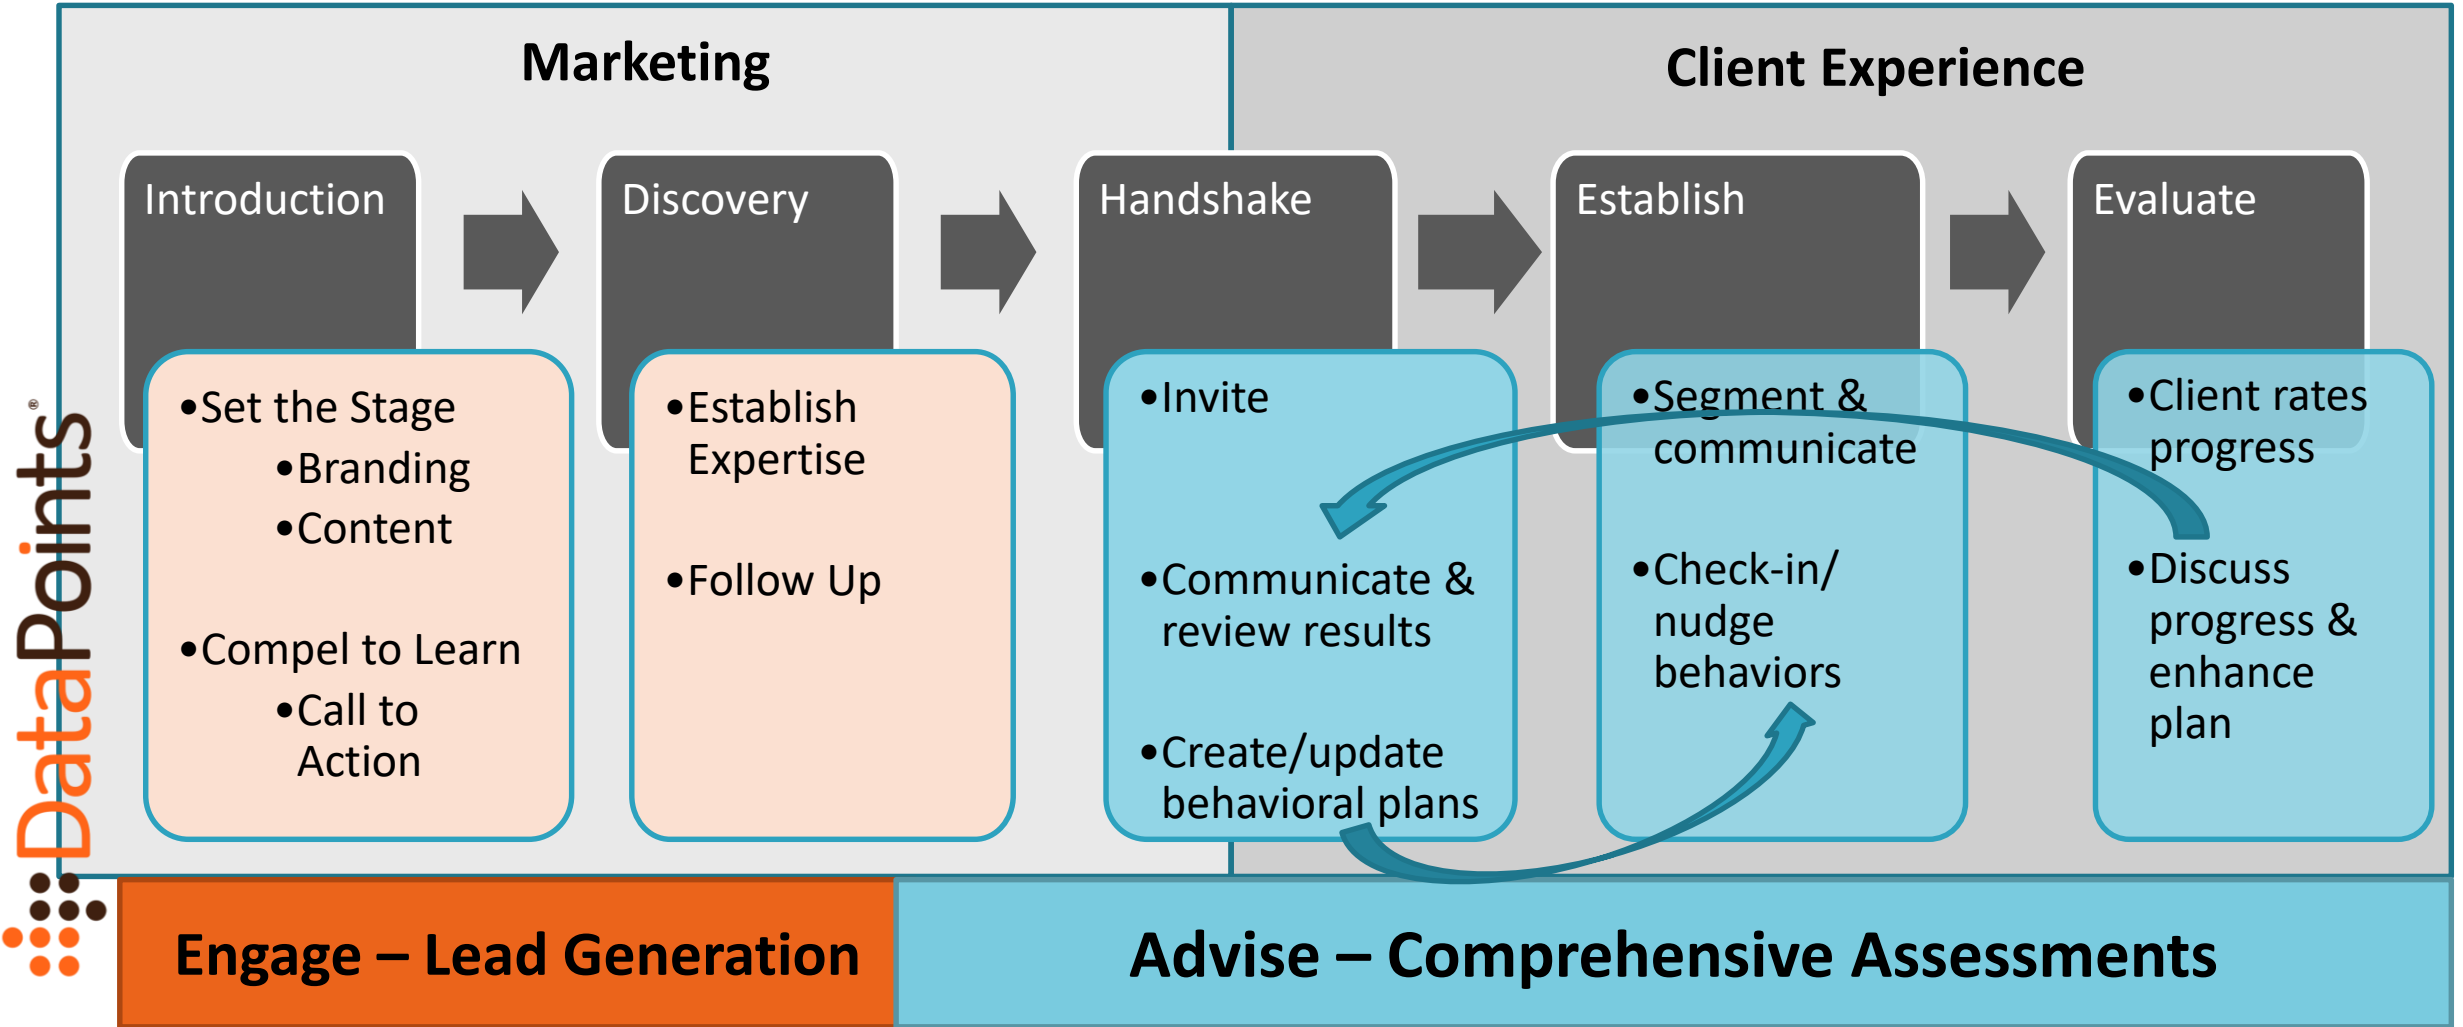 Marketing
Client Experience
Introduction
Discovery
Handshake
Establish
Evaluate
•Set the Stage
•Branding
•Content
•Compel to Learn
•Call to
Action
•Establish
Expertise
•Follow Up
•Invite
•Communicate &
review results
•Create/update
behavioral plans
•Segment &
communicate
•Check-in/
nudge
behaviors
•Client rates
progress
•Discuss
progress &
enhance
plan
DataPoints®
Engage – Lead Generation
Advise – Comprehensive Assessments